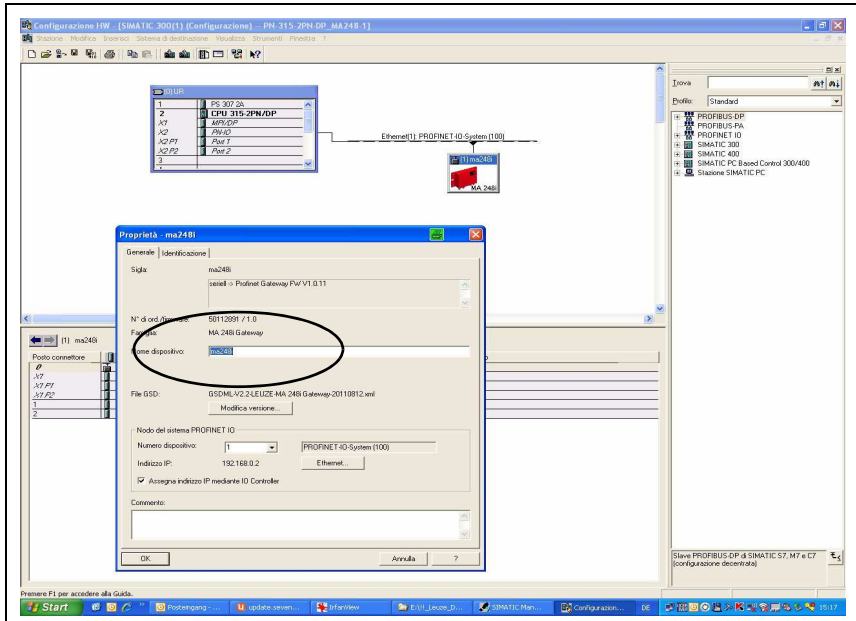 Configurazione HW - [SIMATIC 300(1) (Configurazione) -- PN-315-2PN-DP_MA248-1]
Stazione Modifica Inserisci Sistema di destinazione Visualizza Strumenti Finestra ?
(0) UR
1 PS 307 2A
2 CPU 315-2PN/DP
X1 MPI/DP
X2 PN-IO
X2 P1 Port 1
X2 P2 Port 2
3
Ethernet(1): PROFINET-IO-System (100)
(1) ma248i
MA 248i
Trova
Profilo: Standard
PROFIBUS-DP
PROFIBUS-PA
PROFINET IO
SIMATIC 300
SIMATIC 400
SIMATIC PC Based Control 300/400
Stazione SIMATIC PC
Proprietà - ma248i
Generale Identificazione
Sigla: ma248i
seriell -> Profinet Gateway FW V1.0.11
N° di ord./firmware: 50112891 / 1.0
Famiglia: MA 248i Gateway
Nome dispositivo: ma248i
File GSD: GSDML-V2.2-LEUZE-MA 248i Gateway-20110812.xml
Modifica versione...
Nodo del sistema PROFINET IO
Numero dispositivo: 1 PROFINET-IO-System (100)
Indirizzo IP: 192.168.0.2 Ethernet...
Assegna indirizzo IP mediante IO Controller
Commento:
OK Annulla ?
(1) ma248i
Posto connettore
0
X1
X1 P1
X1 P2
1
2
Slave PROFIBUS-DP di SIMATIC S7, M7 e C7
(configurazione decentrata)
Premere F1 per accedere alla Guida.
Start Posteingang - ... update.seven... IrfanView E:\!!_Leuze_D... SIMATIC Man... Configurazion... DE 15:17